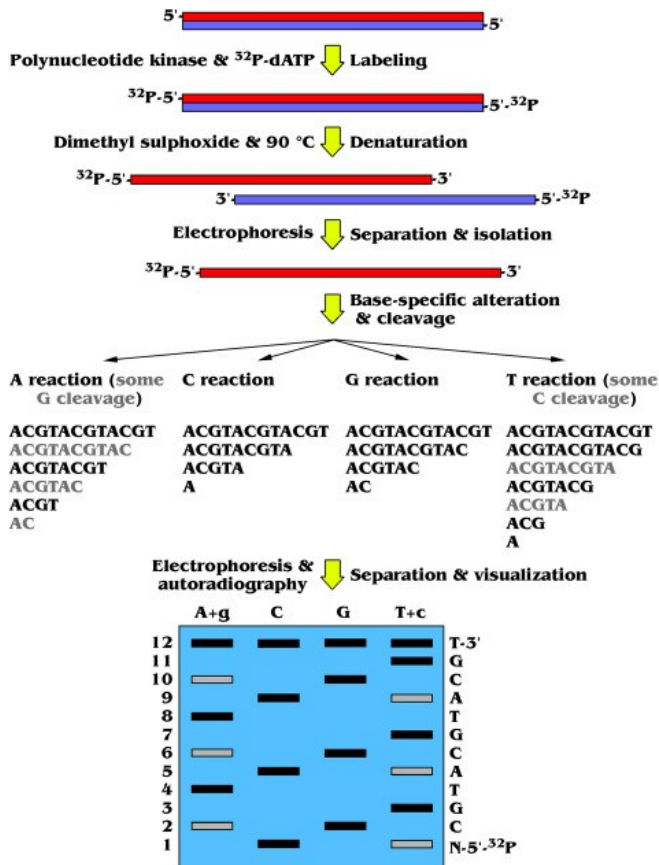 5'- -5'
Polynucleotide kinase & ³²P-dATP Labeling
³²P-5'- -5'-³²P
Dimethyl sulphoxide & 90 °C Denaturation
³²P-5'- -3'
3'- -5'-³²P
Electrophoresis Separation & isolation
³²P-5'- -3'
Base-specific alteration
& cleavage
A reaction (some
G cleavage)
ACGTACGTACGT
ACGTACGTAC
ACGTACGT
ACGTAC
ACGT
AC
C reaction
ACGTACGTACGT
ACGTACGTA
ACGTA
A
G reaction
ACGTACGTACGT
ACGTACGTAC
ACGTAC
AC
T reaction (some
C cleavage)
ACGTACGTACGT
ACGTACGTACG
ACGTACGTA
ACGTACG
ACGTA
ACG
A
Electrophoresis &
autoradiography
Separation & visualization
A+g C G T+c
12 T-3'
11 G
10 C
9 A
8 T
7 G
6 C
5 A
4 T
3 G
2 C
1 N-5'-³²P